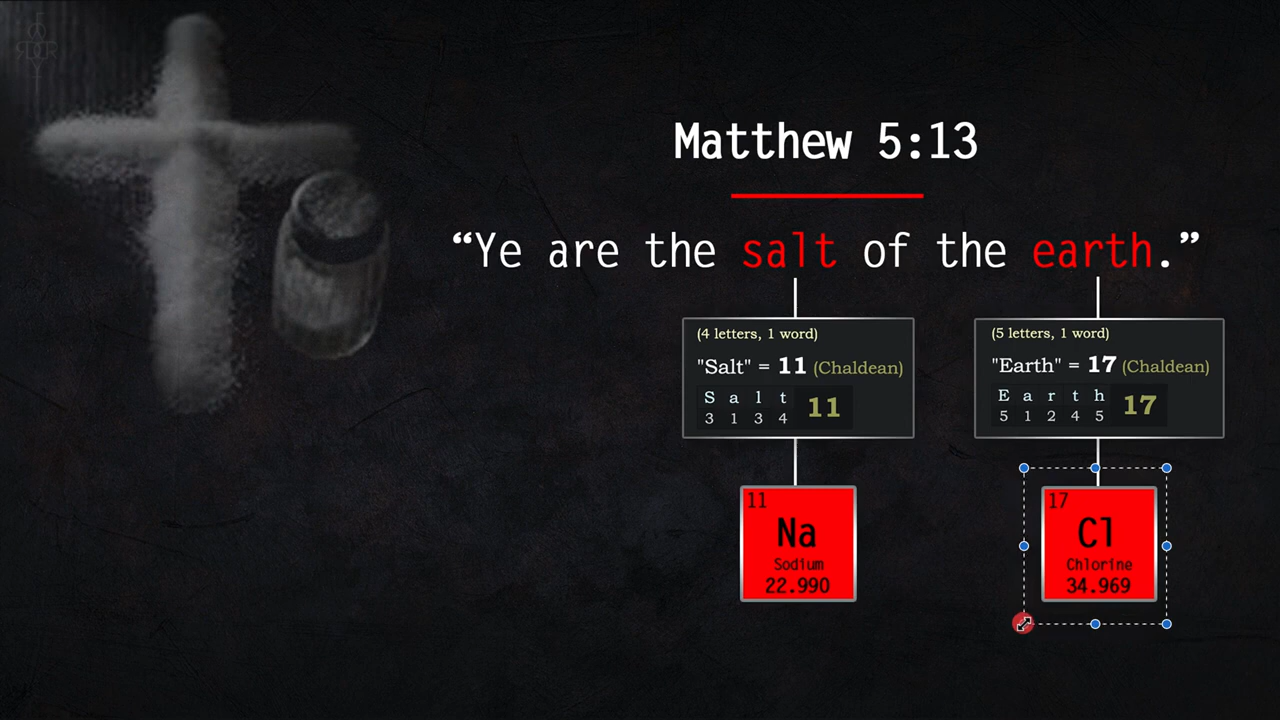 Matthew 5:13
“Ye are the salt of the earth.”
(4 letters, 1 word)
"Salt" = 11 (Chaldean)
S a l t
3 1 3 4
11
(5 letters, 1 word)
"Earth" = 17 (Chaldean)
E a r t h
5 1 2 4 5
17
11
Na
Sodium
22.990
17
Cl
Chlorine
34.969